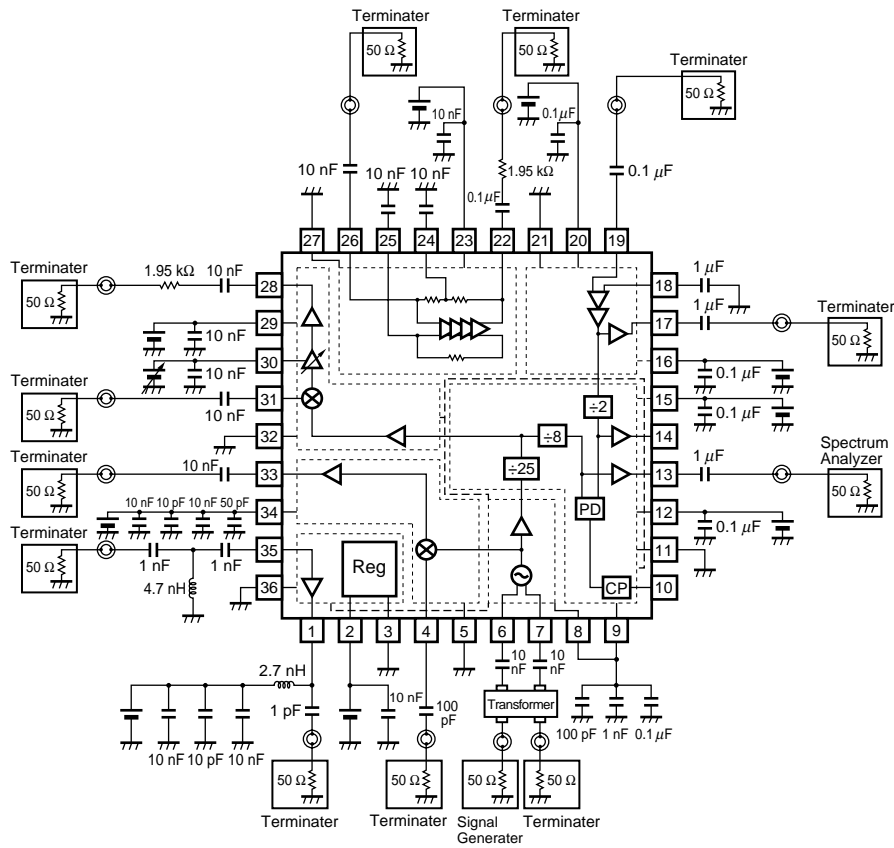 Terminater
50 Ω
Terminater
50 Ω
Terminater
50 Ω
10 nF
0.1 µF
10 nF
10 nF
10 nF
0.1 µF
1.95 kΩ
0.1 µF
27
26
25
24
23
22
21
20
19
Terminater
50 Ω
1.95 kΩ
10 nF
28
18
1 µF
29
10 nF
17
1 µF
Terminater
50 Ω
30
10 nF
16
0.1 µF
Terminater
50 Ω
10 nF
31
15
0.1 µF
÷2
32
÷8
14
Terminater
50 Ω
10 nF
33
÷25
13
1 µF
Spectrum
Analyzer
50 Ω
10 nF
10 pF
10 nF
50 pF
34
PD
12
0.1 µF
Terminater
50 Ω
1 nF
1 nF
35
11
4.7 nH
36
Reg
CP
10
1
2
3
4
5
6
7
8
9
2.7 nH
10 nF
10 pF
10 nF
1 pF
10 nF
100
pF
10
nF
10
nF
Transformer
100 pF
1 nF
0.1 µF
50 Ω
Terminater
50 Ω
Terminater
50 Ω
Signal
Generater
50 Ω
Terminater